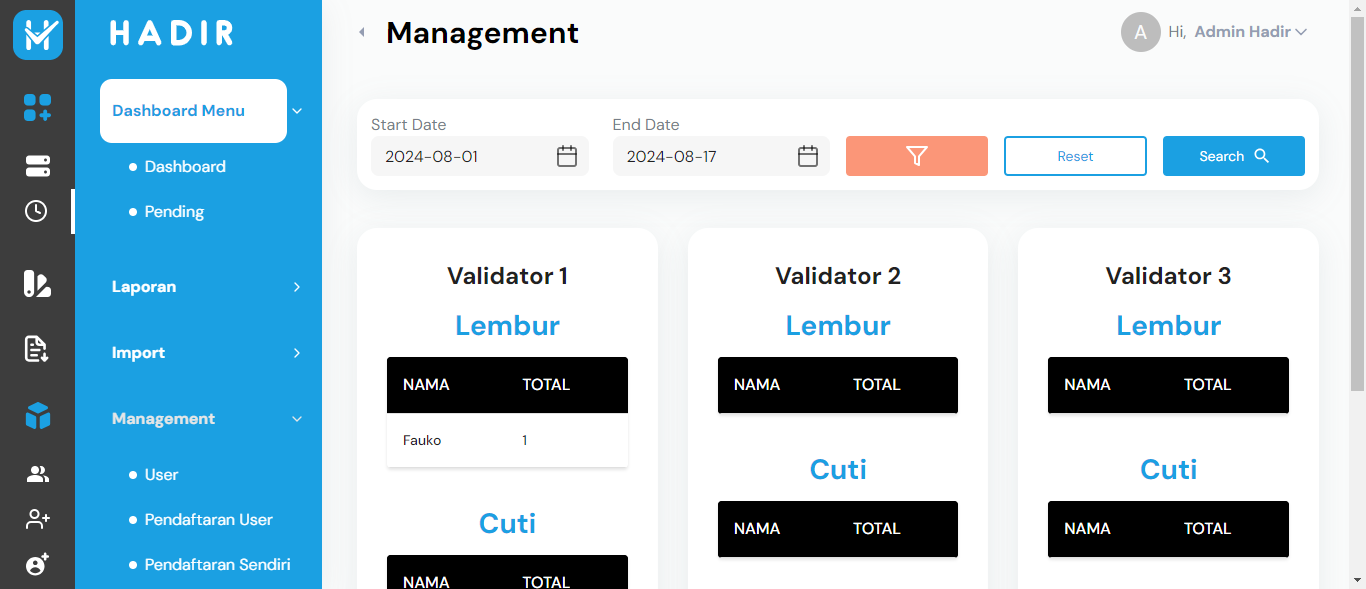 HADIR
Dashboard Menu
Dashboard
Pending
Laporan
Import
Management
User
Pendaftaran User
Pendaftaran Sendiri
Management
A Hi, Admin Hadir
Start Date
2024-08-01
End Date
2024-08-17
Reset
Search
Validator 1
Lembur
NAMA TOTAL
Fauko 1
Cuti
NAMA TOTAL
Validator 2
Lembur
NAMA TOTAL
Cuti
NAMA TOTAL
Validator 3
Lembur
NAMA TOTAL
Cuti
NAMA TOTAL